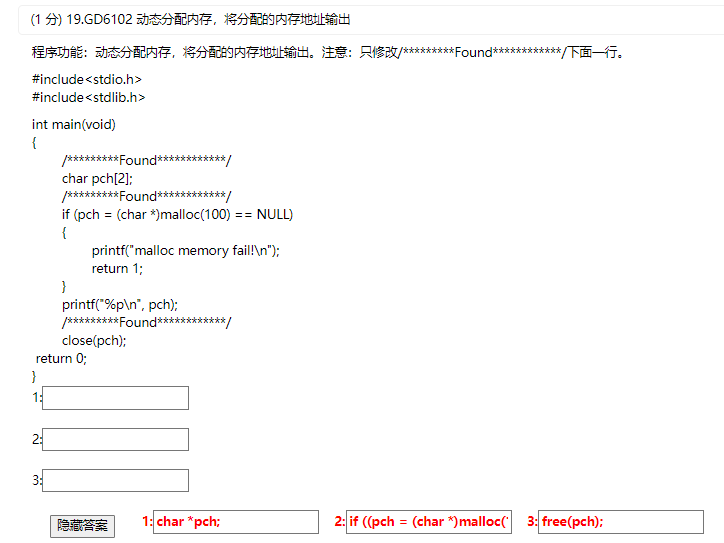 (1 分) 19.GD6102 动态分配内存，将分配的内存地址输出
程序功能：动态分配内存，将分配的内存地址输出。注意：只修改/*********Found************/下面一行。
#include<stdio.h>
#include<stdlib.h>
int main(void)
{
/*********Found************/
char pch[2];
/*********Found************/
if (pch = (char *)malloc(100) == NULL)
{
printf("malloc memory fail!\n");
return 1;
}
printf("%p\n", pch);
/*********Found************/
close(pch);
return 0;
}
1:
2:
3:
隐藏答案 1: char *pch; 2: if ((pch = (char *)malloc( 3: free(pch);